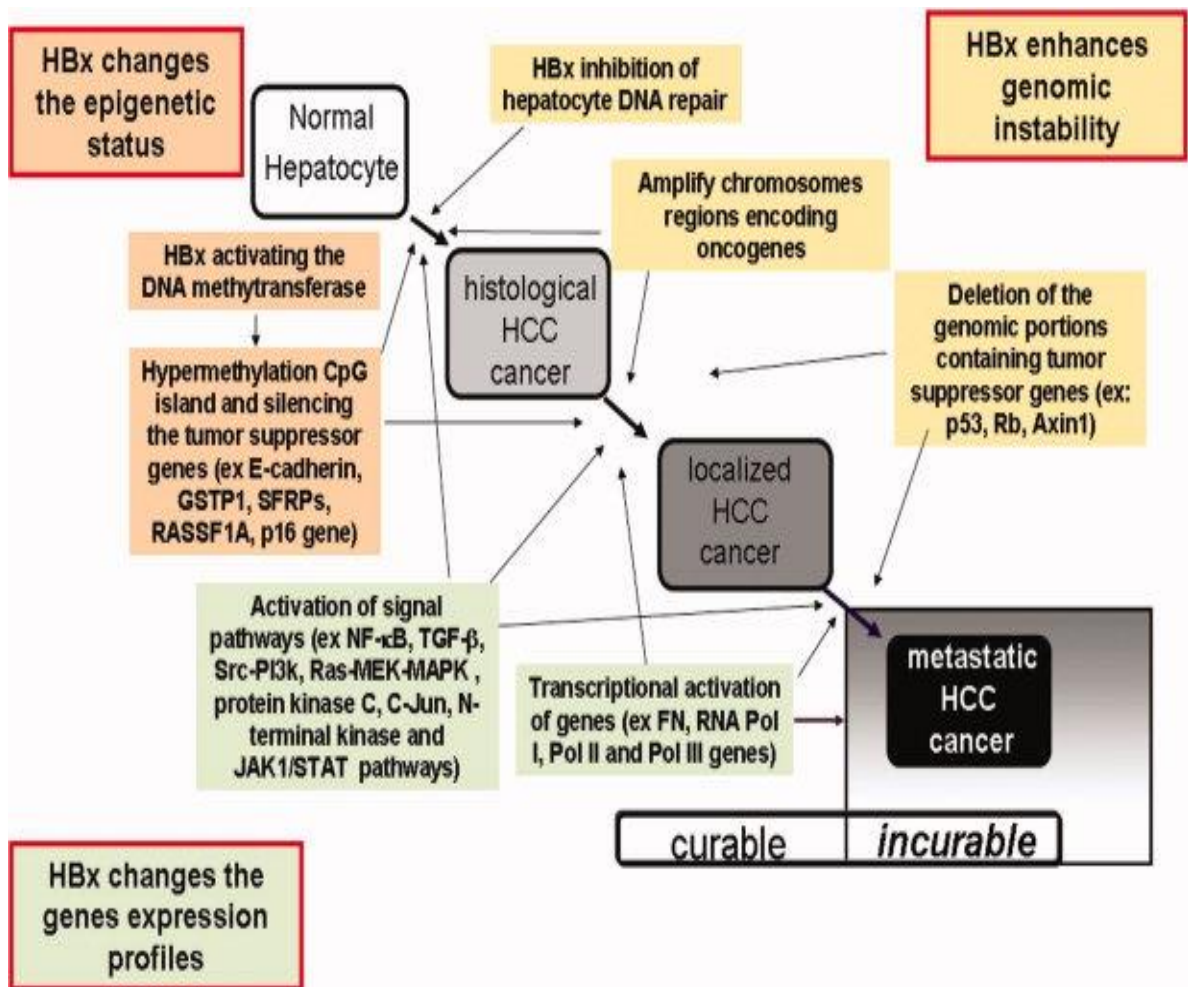 HBx changes
the epigenetic
status
Normal
Hepatocyte
HBx inhibition of
hepatocyte DNA repair
HBx enhances
genomic
instability
Amplify chromosomes
regions encoding
oncogenes
HBx activating the
DNA methytransferase
histological
HCC
cancer
Deletion of the
genomic portions
containing tumor
suppressor genes (ex:
p53, Rb, Axin1)
Hypermethylation CpG
island and silencing
the tumor suppressor
genes (ex E-cadherin,
GSTP1, SFRPs,
RASSF1A, p16 gene)
localized
HCC
cancer
Activation of signal
pathways (ex NF-κB, TGF-β,
Src-PI3k, Ras-MEK-MAPK ,
protein kinase C, C-Jun, N-
terminal kinase and
JAK1/STAT pathways)
Transcriptional activation
of genes (ex FN, RNA Pol
I, Pol II and Pol III genes)
metastatic
HCC
cancer
curable
incurable
HBx changes the
genes expression
profiles